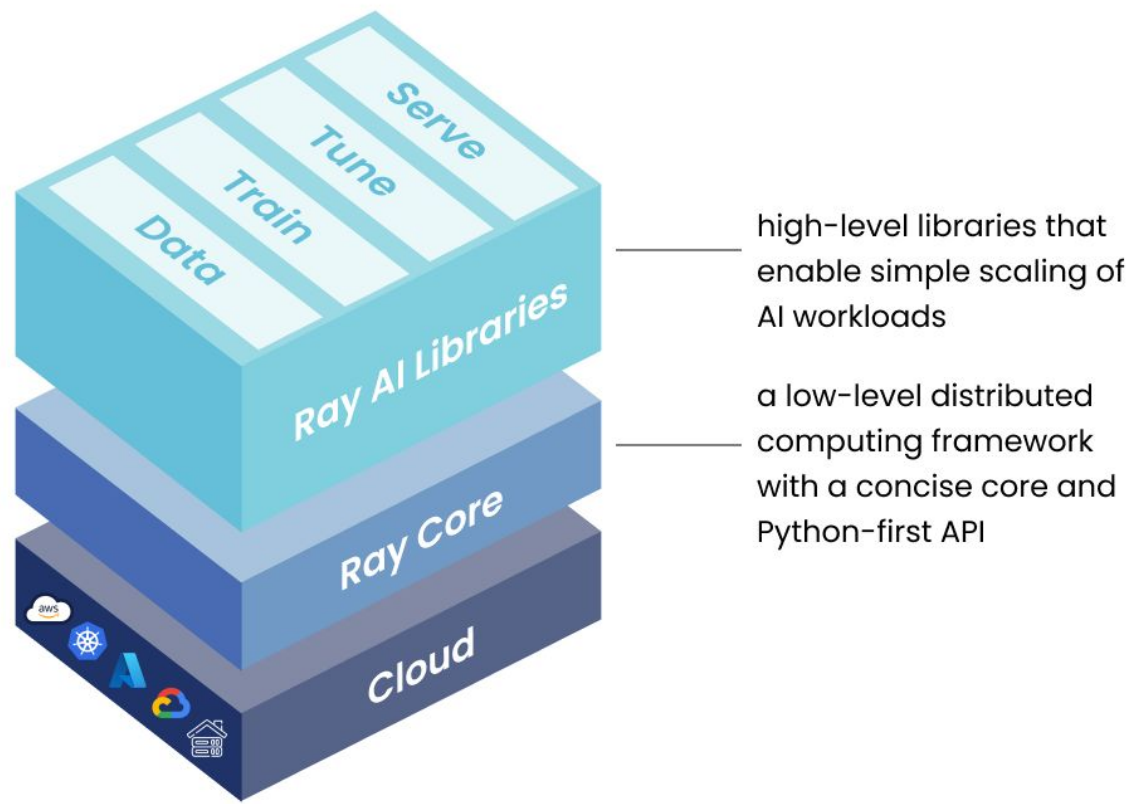 Serve
Tune
Train
Data
Ray AI Libraries
high-level libraries that
enable simple scaling of
AI workloads
Ray Core
a low-level distributed
computing framework
with a concise core and
Python-first API
Cloud
aws